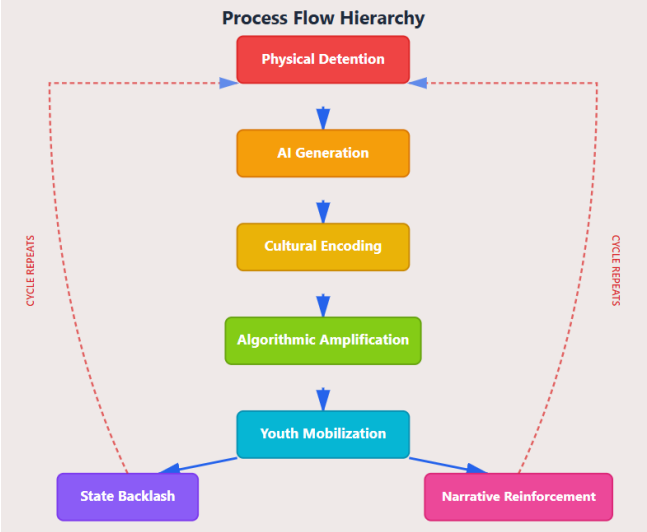 Process Flow Hierarchy
Physical Detention
AI Generation
Cultural Encoding
CYCLE REPEATS
CYCLE REPEATS
Algorithmic Amplification
Youth Mobilization
State Backlash
Narrative Reinforcement